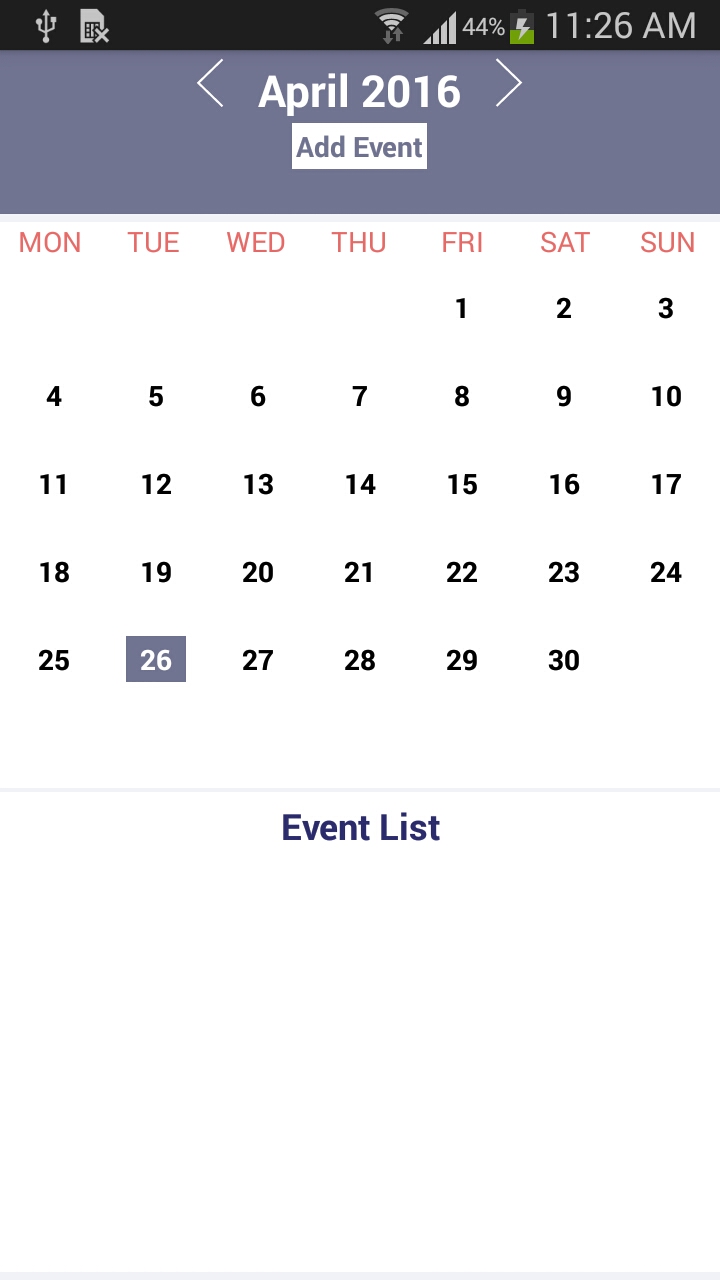 44% 11:26 AM
April 2016
Add Event
MON TUE WED THU FRI SAT SUN
1 2 3
4 5 6 7 8 9 10
11 12 13 14 15 16 17
18 19 20 21 22 23 24
25 26 27 28 29 30
Event List